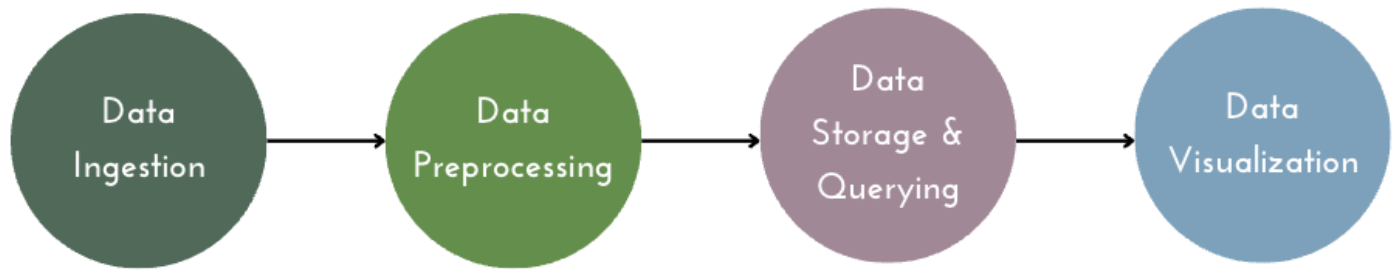 Data
Ingestion
Data
Preprocessing
Data
Storage &
Querying
Data
Visualization